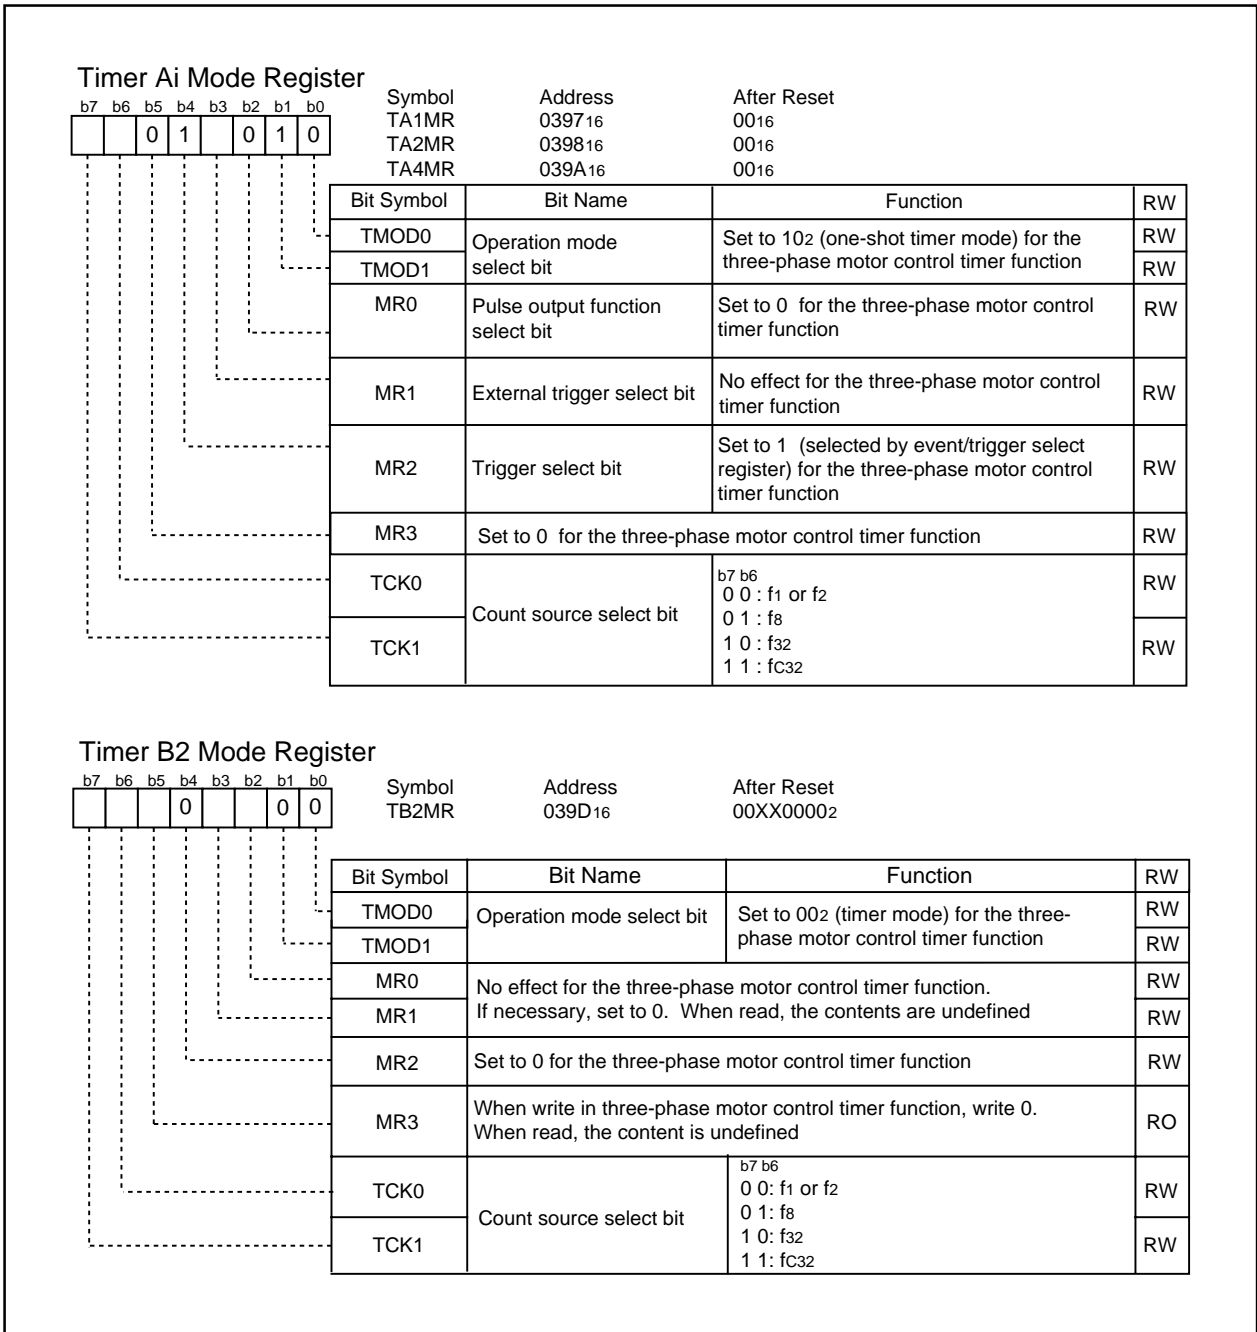 Timer Ai Mode Register
b7 b6 b5 b4 b3 b2 b1 b0
0 1 0 1 0
Symbol Address After Reset
TA1MR 039716 0016
TA2MR 039816 0016
TA4MR 039A16 0016
Bit Symbol Bit Name Function RW
TMOD0 Operation mode select bit Set to 102 (one-shot timer mode) for the three-phase motor control timer function RW
TMOD1 RW
MR0 Pulse output function select bit Set to 0 for the three-phase motor control timer function RW
MR1 External trigger select bit No effect for the three-phase motor control timer function RW
MR2 Trigger select bit Set to 1 (selected by event/trigger select register) for the three-phase motor control timer function RW
MR3 Set to 0 for the three-phase motor control timer function RW
TCK0 Count source select bit b7 b6 RW
0 0 : f1 or f2
0 1 : f8
TCK1 1 0 : f32 RW
1 1 : fC32
Timer B2 Mode Register
b7 b6 b5 b4 b3 b2 b1 b0
0 0 0
Symbol Address After Reset
TB2MR 039D16 00XX00002
Bit Symbol Bit Name Function RW
TMOD0 Operation mode select bit Set to 002 (timer mode) for the three-phase motor control timer function RW
TMOD1 RW
MR0 No effect for the three-phase motor control timer function. RW
MR1 If necessary, set to 0. When read, the contents are undefined RW
MR2 Set to 0 for the three-phase motor control timer function RW
MR3 When write in three-phase motor control timer function, write 0. When read, the content is undefined RO
TCK0 Count source select bit b7 b6 RW
0 0: f1 or f2
0 1: f8
TCK1 1 0: f32 RW
1 1: fC32